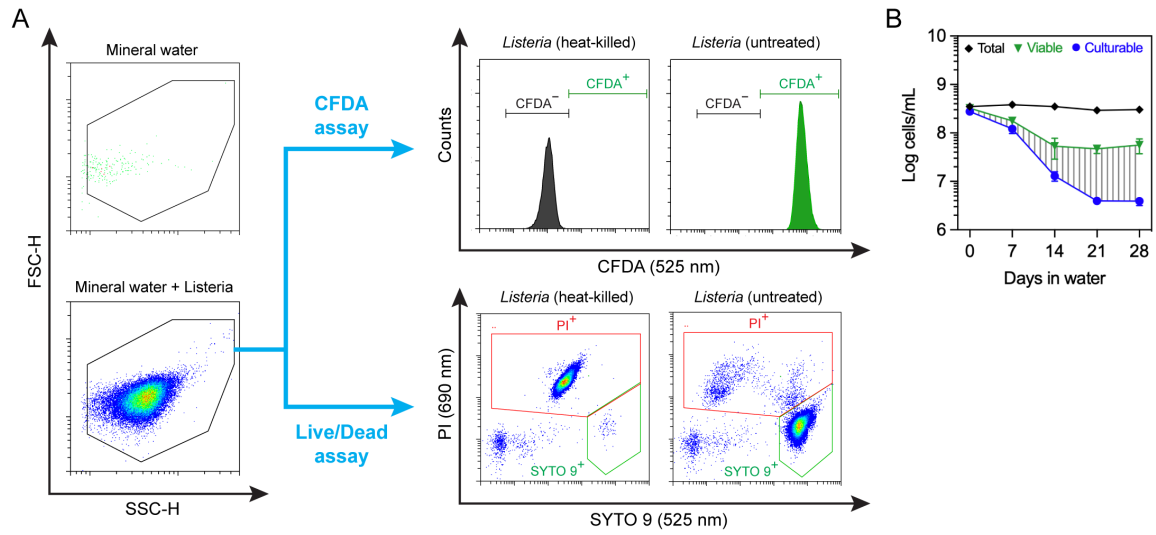 A
Mineral water
Mineral water + Listeria
FSC-H
SSC-H
CFDA
assay
Live/Dead
assay
Listeria (heat-killed)
Listeria (untreated)
CFDA⁻
CFDA⁺
CFDA⁻
CFDA⁺
Counts
CFDA (525 nm)
Listeria (heat-killed)
Listeria (untreated)
PI⁺
PI⁺
SYTO 9⁺
SYTO 9⁺
PI (690 nm)
SYTO 9 (525 nm)
B
Total
Viable
Culturable
10
9
8
7
6
Log cells/mL
0 7 14 21 28
Days in water